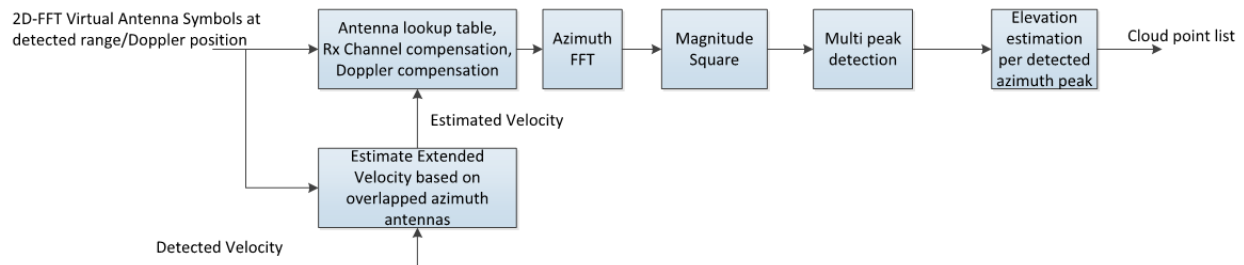 2D-FFT Virtual Antenna Symbols at
detected range/Doppler position
Antenna lookup table,
Rx Channel compensation,
Doppler compensation
Azimuth
FFT
Magnitude
Square
Multi peak
detection
Elevation
estimation
per detected
azimuth peak
Cloud point list
Estimated Velocity
Estimate Extended
Velocity based on
overlapped azimuth
antennas
Detected Velocity